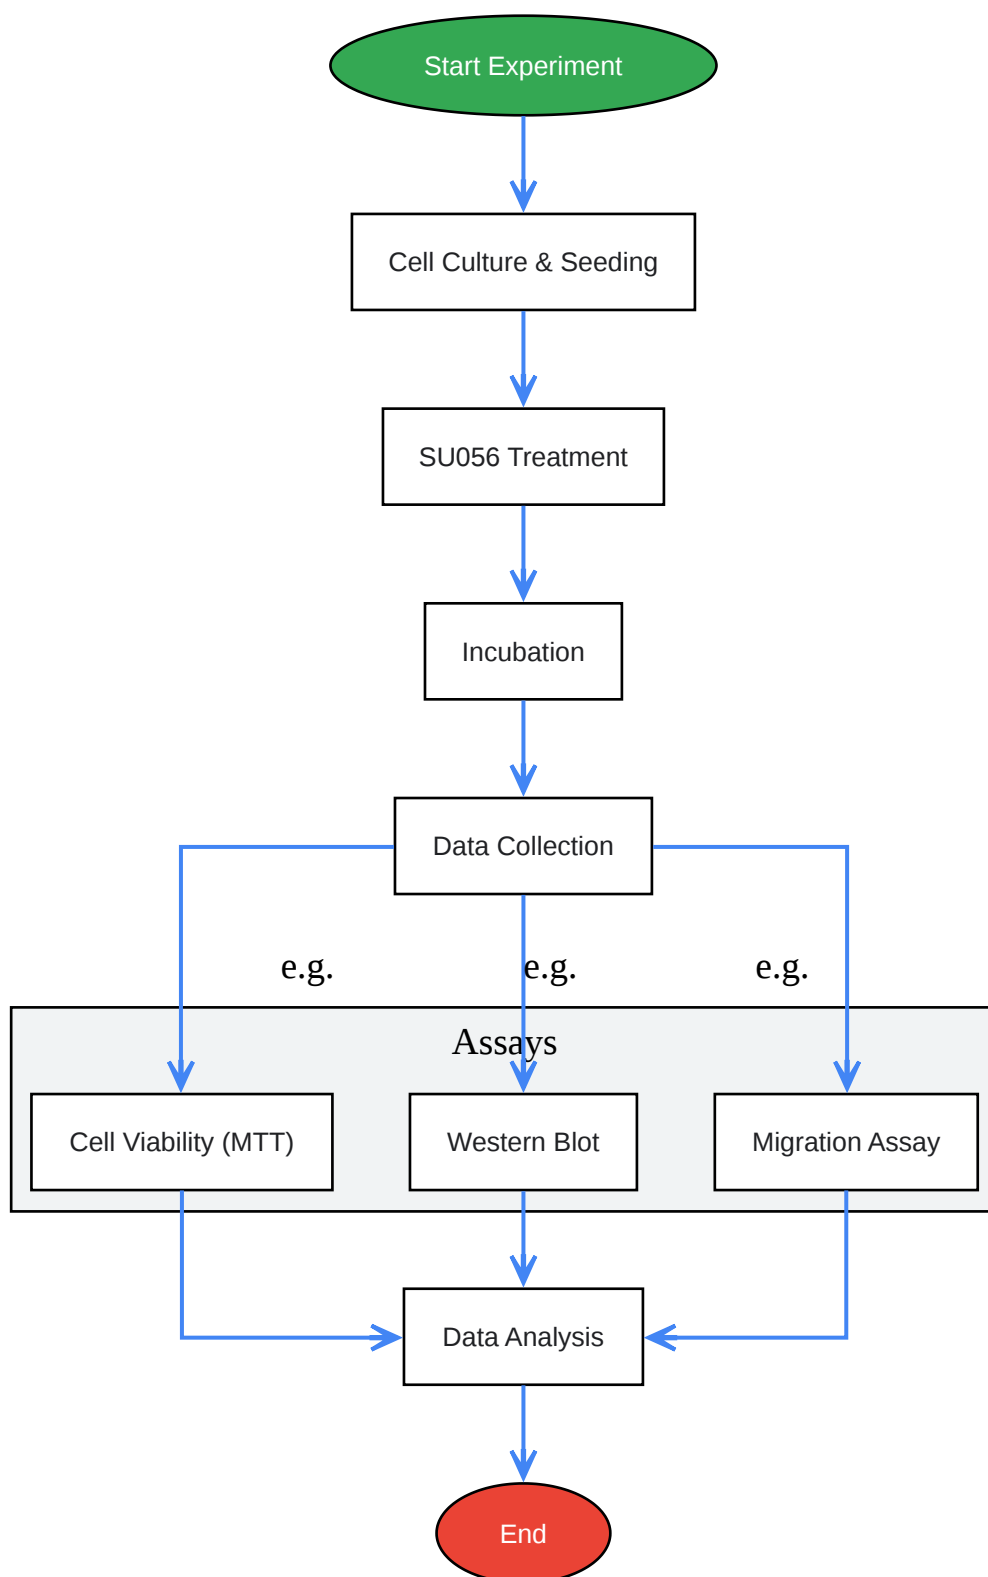 Start Experiment
Cell Culture & Seeding
SU056 Treatment
Incubation
Data Collection
e.g.
e.g.
e.g.
Assays
Cell Viability (MTT)
Western Blot
Migration Assay
Data Analysis
End